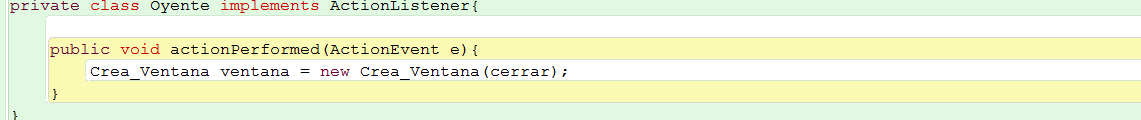 private class Oyente implements ActionListener{
public void actionPerformed(ActionEvent e){
Crea_Ventana ventana = new Crea_Ventana(cerrar);
}
}